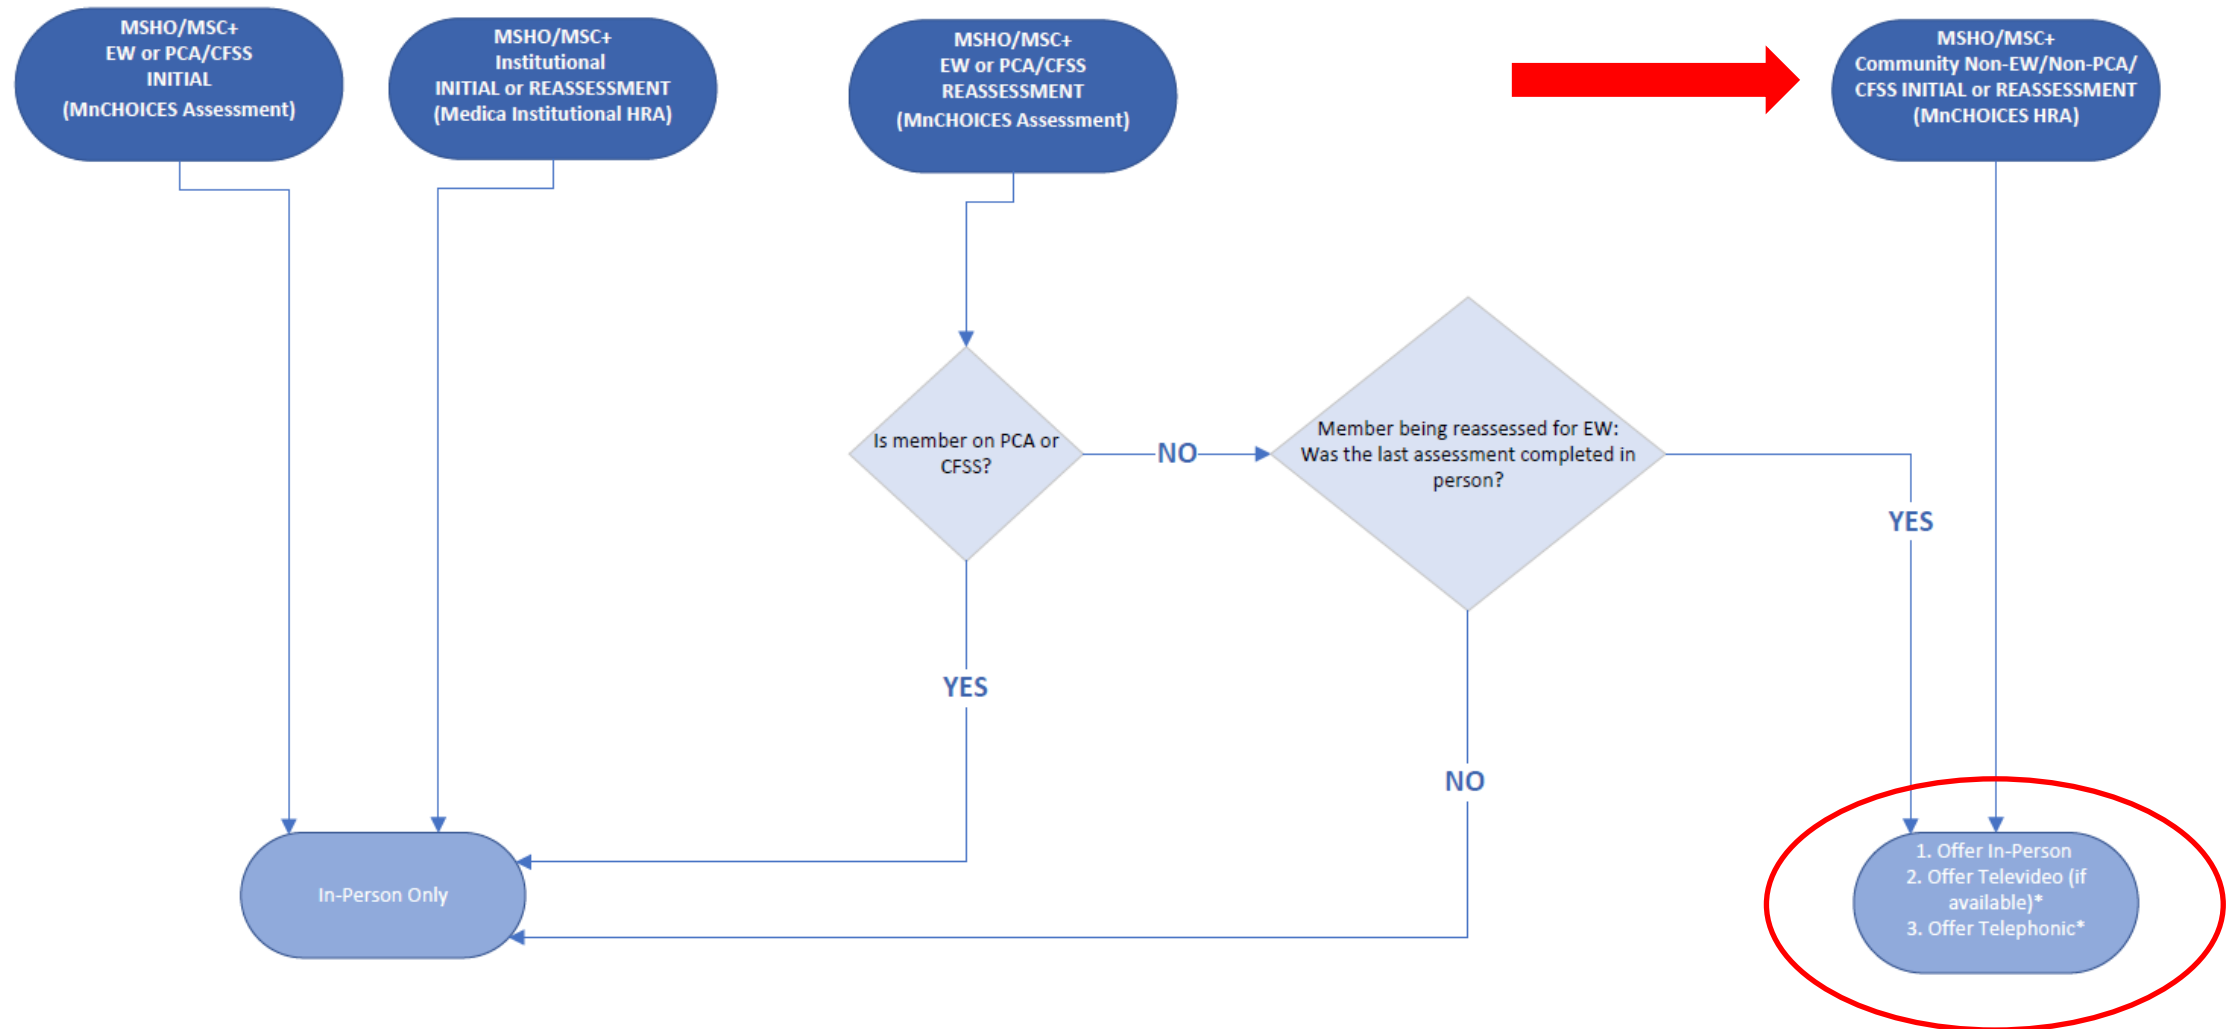 MSHO/MSC+
EW or PCA/CFSS
INITIAL
(MnCHOICES Assessment)
MSHO/MSC+
Institutional
INITIAL or REASSESSMENT
(Medica Institutional HRA)
MSHO/MSC+
EW or PCA/CFSS
REASSESSMENT
(MnCHOICES Assessment)
MSHO/MSC+
Community Non-EW/Non-PCA/
CFSS INITIAL or REASSESSMENT
(MnCHOICES HRA)
Is member on PCA or
CFSS?
NO
Member being reassessed for EW:
Was the last assessment completed in
person?
YES
YES
NO
In-Person Only
1. Offer In-Person
2. Offer Televideo (if
available)*
3. Offer Telephonic*